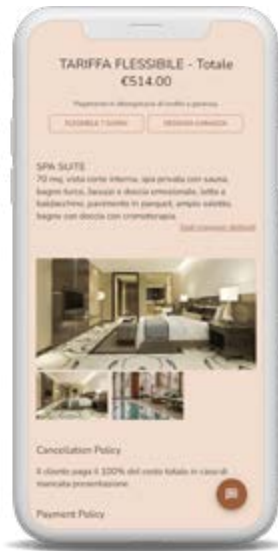 TARIFFA FLESSIBILE - Totale
€514.00
FLESSIBILE 7 GIORNI
NESSUNA GARANZIA
SPA SUITE
70 mq, vista corte interna, spa privata con sauna,
bagno turco, Jacuzzi e doccia emozionale, letto a
baldacchino, pavimento in parquet, ampio salotto,
bagno con doccia con cromoterapia.
Cancellation Policy
Il cliente paga il 100% del costo totale in caso di
mancata presentazione
Payment Policy